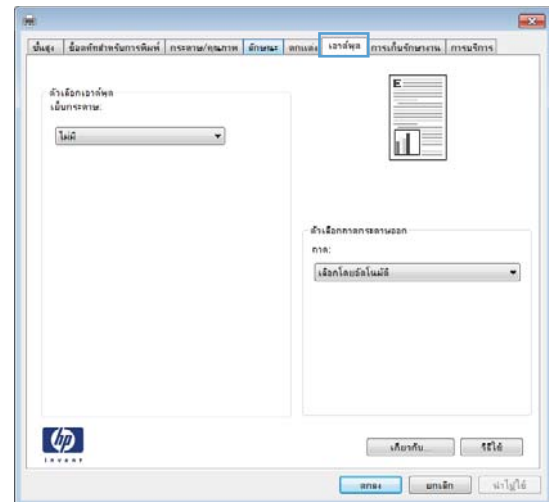 ขั้นสูง ช็อตคัทสำหรับการพิมพ์ กระดาษ/คุณภาพ ลักษณะ ตกแต่ง เอาต์พุต การเก็บรักษางาน การบริการ
ตัวเลือกเอาต์พุต
เย็บกระดาษ:
ไม่มี
E
ตัวเลือกถาดกระดาษออก
ถาด:
เลือกโดยอัตโนมัติ
hp
invent
เกี่ยวกับ...
วิธีใช้
ตกลง
ยกเลิก
นำไปใช้